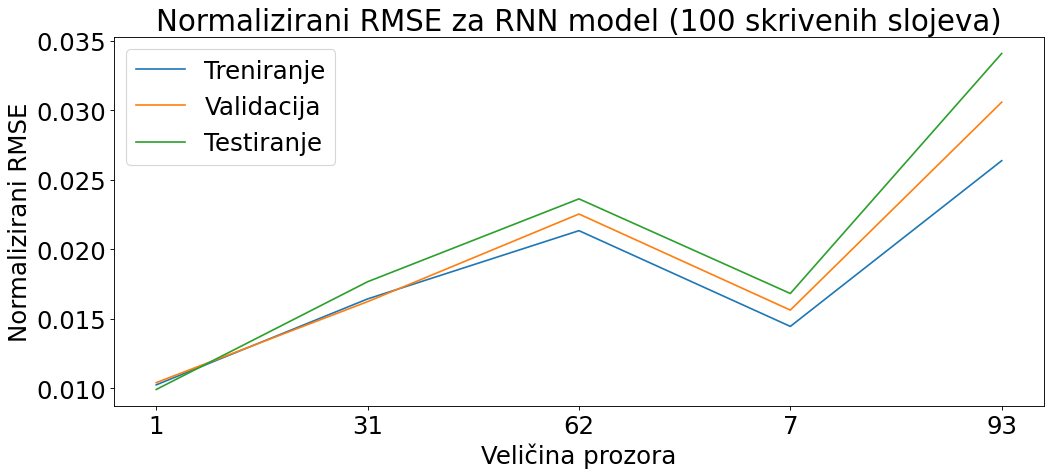 Normalizirani RMSE za RNN model (100 skrivenih slojeva)
Normalizirani RMSE
0.035
0.030
0.025
0.020
0.015
0.010
Treniranje
Validacija
Testiranje
1 31 62 7 93
Veličina prozora